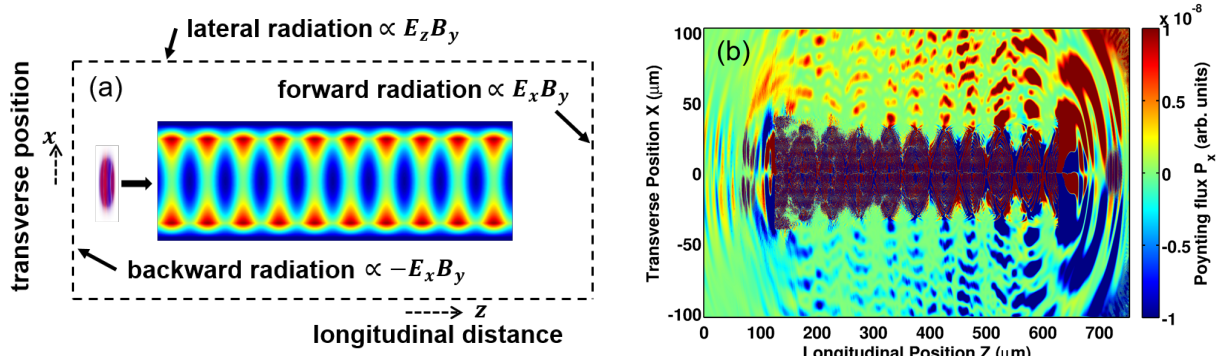 lateral radiation ∝ E_z B_y
(a)
forward radiation ∝ E_x B_y
transverse position
x
backward radiation ∝ −E_x B_y
z
longitudinal distance
(b)
Transverse Position X (μm)
100
50
0
-50
-100
0 100 200 300 400 500 600 700
Longitudinal Position Z (μm)
x 10^-8
1
0.5
0
-0.5
-1
Poynting flux P_x (arb. units)